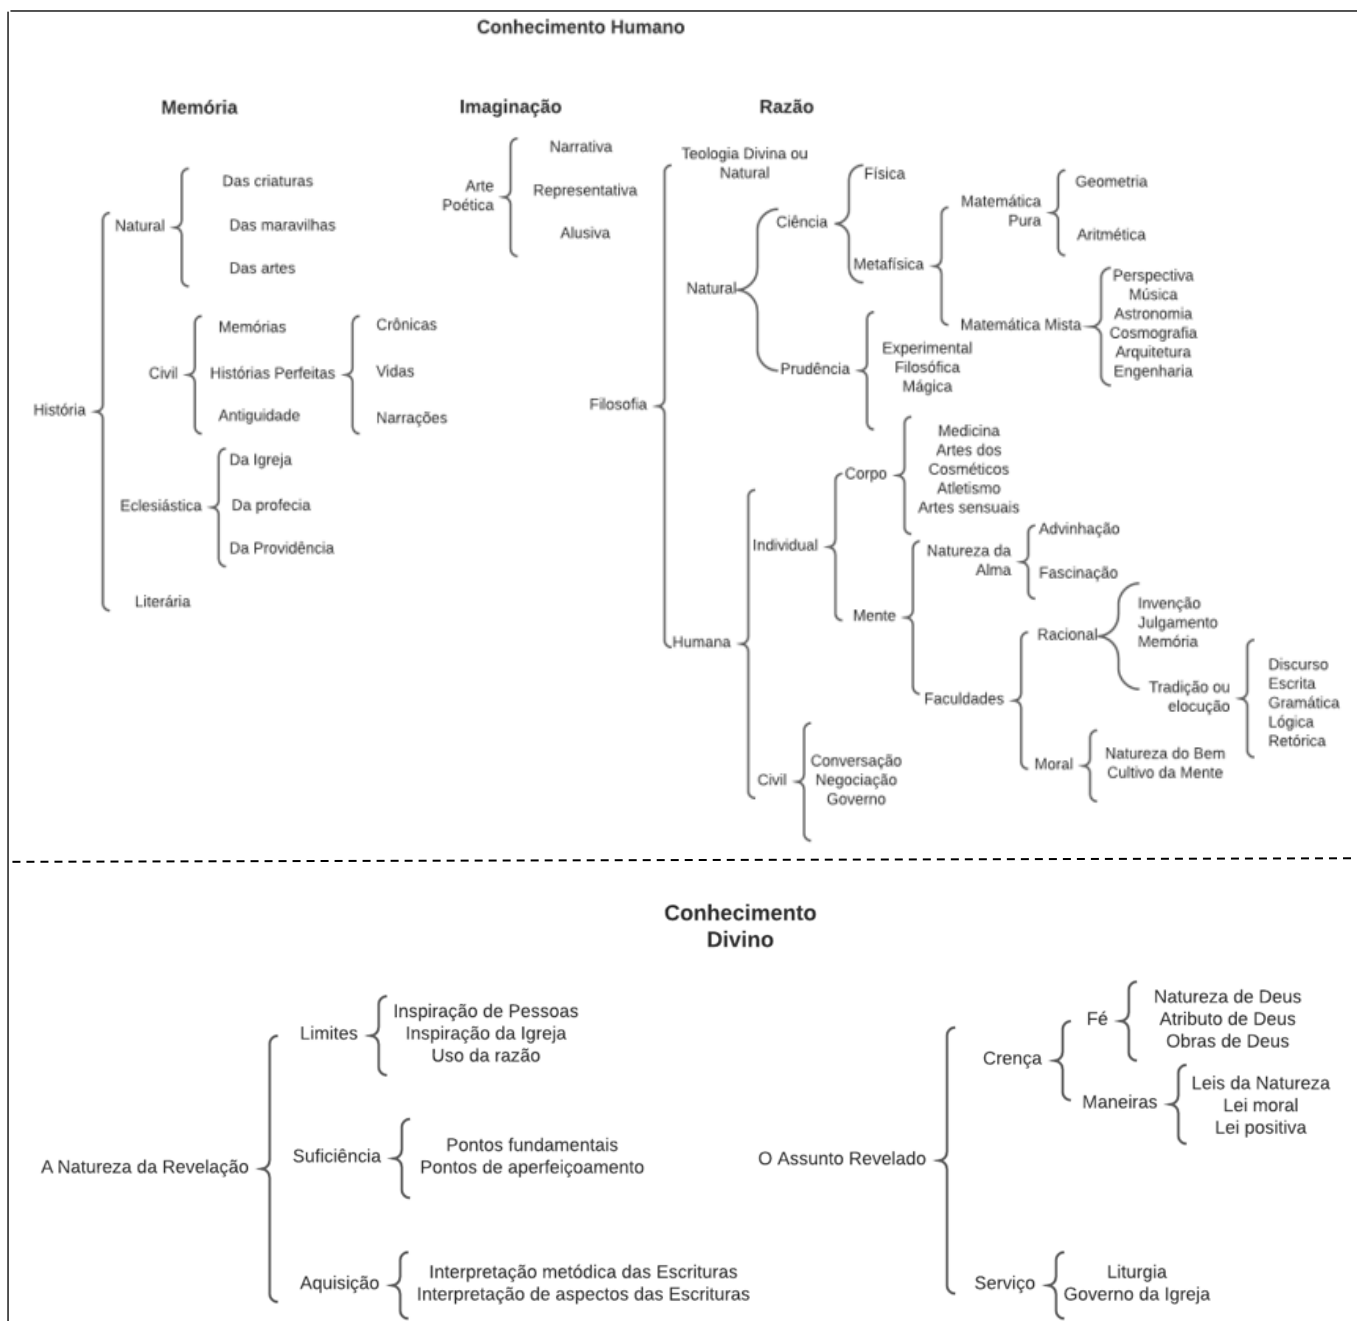 Conhecimento Humano
Memória
Imaginação
Razão
História
Natural
Das criaturas
Das maravilhas
Das artes
Civil
Memórias
Histórias Perfeitas
Crônicas
Vidas
Narrações
Antiguidade
Eclesiástica
Da Igreja
Da profecia
Da Providência
Literária
Arte
Poética
Narrativa
Representativa
Alusiva
Filosofia
Teologia Divina ou
Natural
Natural
Ciência
Física
Metafísica
Matemática
Pura
Geometria
Aritmética
Matemática Mista
Perspectiva
Música
Astronomia
Cosmografia
Arquitetura
Engenharia
Prudência
Experimental
Filosófica
Mágica
Humana
Individual
Corpo
Medicina
Artes dos
Cosméticos
Atletismo
Artes sensuais
Mente
Natureza da
Alma
Advinhação
Fascinação
Faculdades
Racional
Invenção
Julgamento
Memória
Tradição ou
elocução
Discurso
Escrita
Gramática
Lógica
Retórica
Moral
Natureza do Bem
Cultivo da Mente
Civil
Conversação
Negociação
Governo
Conhecimento
Divino
A Natureza da Revelação
Limites
Inspiração de Pessoas
Inspiração da Igreja
Uso da razão
Suficiência
Pontos fundamentais
Pontos de aperfeiçoamento
Aquisição
Interpretação metódica das Escrituras
Interpretação de aspectos das Escrituras
O Assunto Revelado
Crença
Fé
Natureza de Deus
Atributo de Deus
Obras de Deus
Maneiras
Leis da Natureza
Lei moral
Lei positiva
Serviço
Liturgia
Governo da Igreja